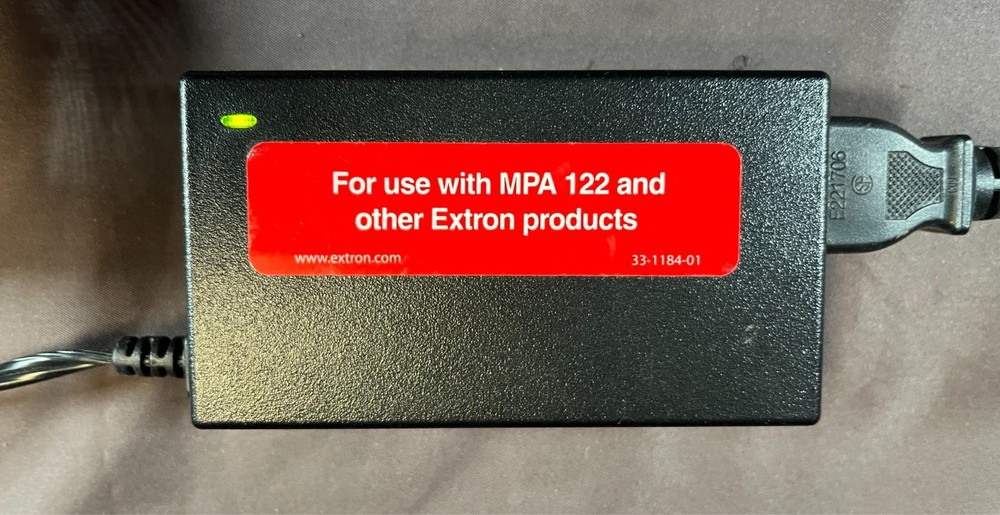 For use with MPA 122 and
other Extron products
www.extron.com 33-1184-01
E221706